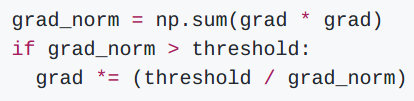 grad_norm = np.sum(grad * grad)
if grad_norm > threshold:
  grad *= (threshold / grad_norm)